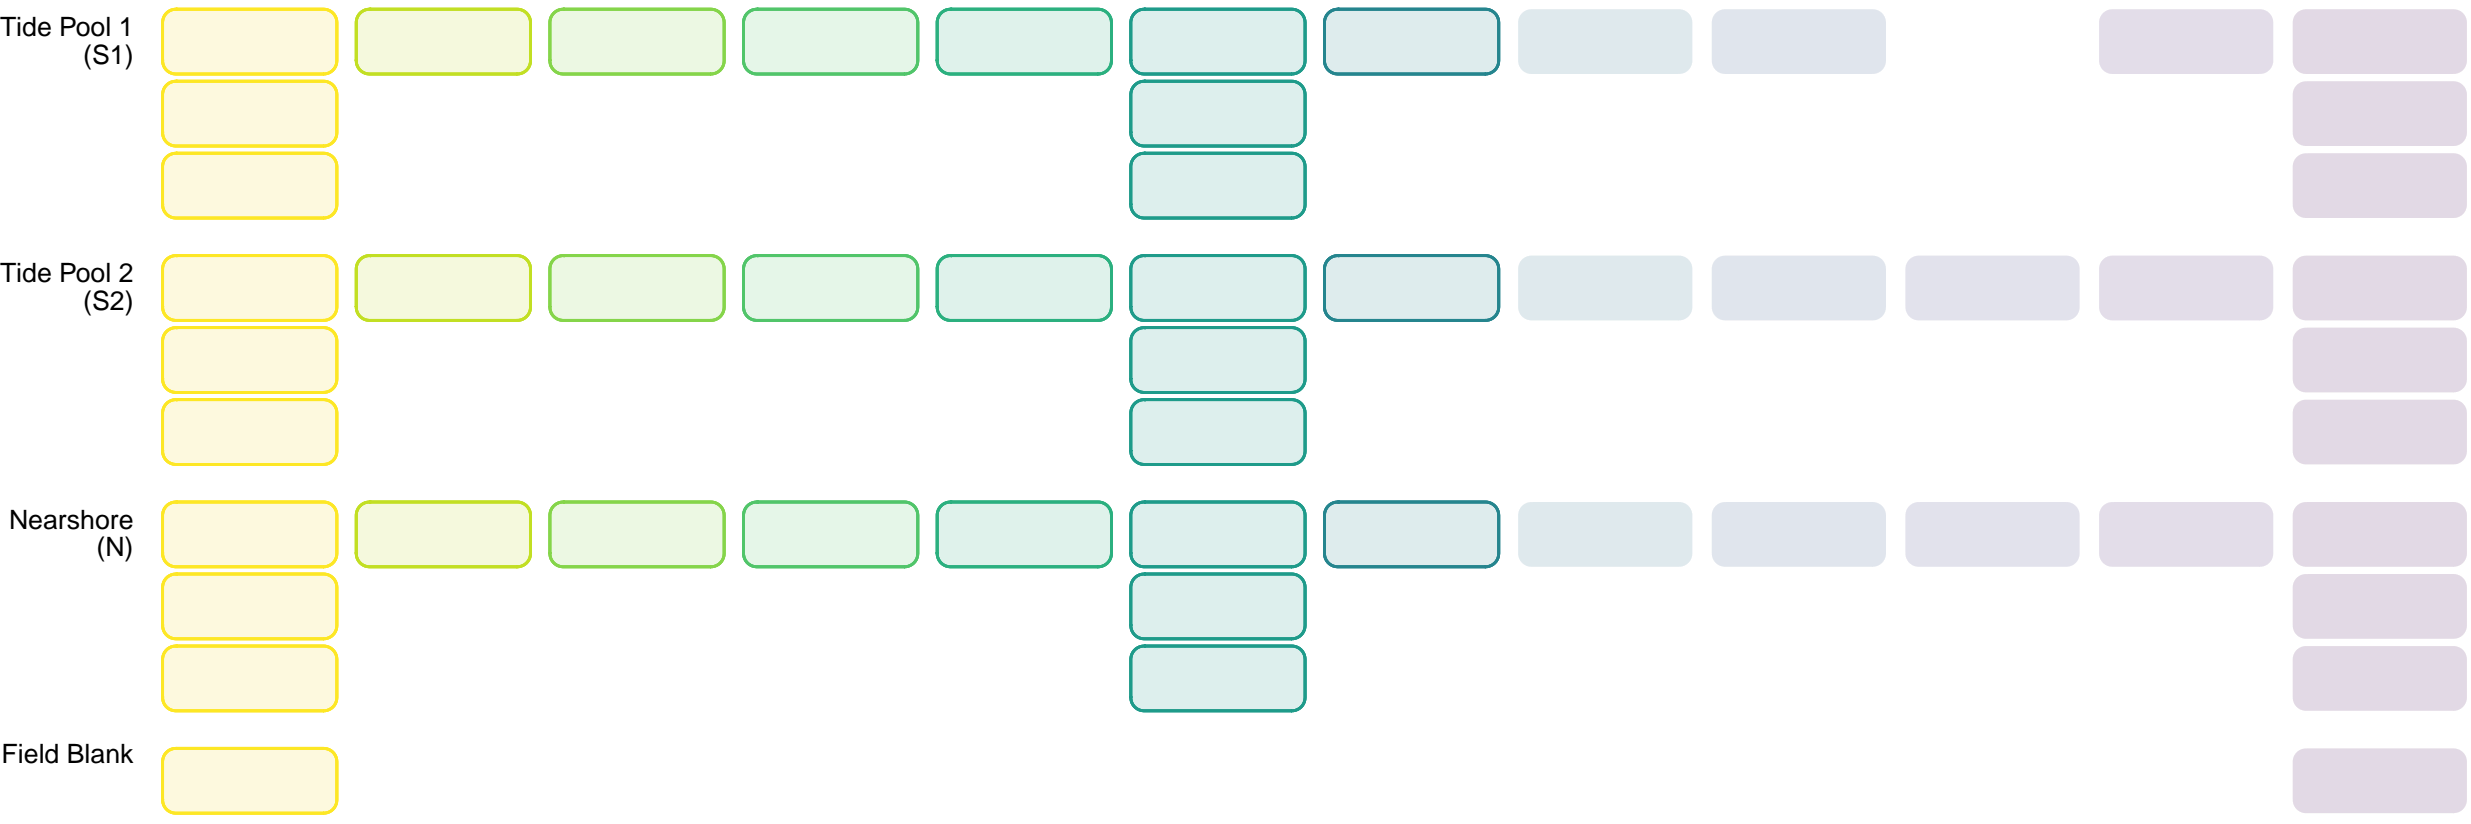 Tide Pool 1
(S1)
Tide Pool 2
(S2)
Nearshore
(N)
Field Blank